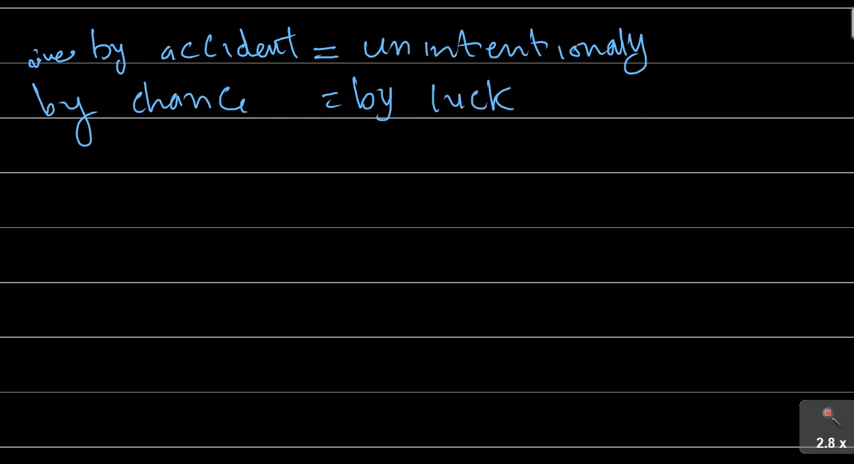 by accident = unintentionaly
by chance = by luck
2.8 x